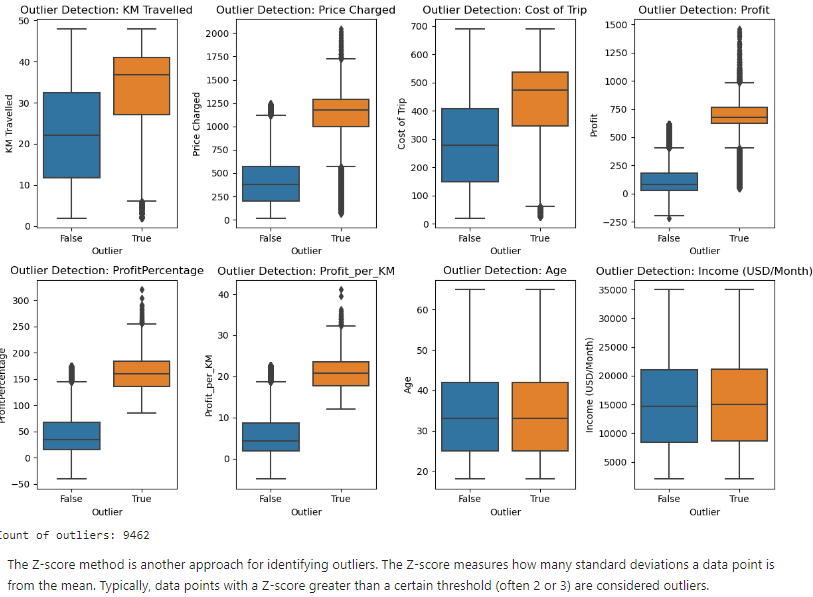 Outlier Detection: KM Travelled
Outlier Detection: Price Charged
Outlier Detection: Cost of Trip
Outlier Detection: Profit
KM Travelled
50
40
30
20
10
0
False
True
Outlier
Price Charged
2000
1750
1500
1250
1000
750
500
250
0
False
True
Outlier
Cost of Trip
700
600
500
400
300
200
100
0
False
True
Outlier
Profit
1500
1250
1000
750
500
250
0
−250
False
True
Outlier
Outlier Detection: ProfitPercentage
Outlier Detection: Profit_per_KM
Outlier Detection: Age
Outlier Detection: Income (USD/Month)
ProfitPercentage
300
250
200
150
100
50
0
−50
False
True
Outlier
Profit_per_KM
40
30
20
10
0
False
True
Outlier
Age
60
50
40
30
20
False
True
Outlier
Income (USD/Month)
35000
30000
25000
20000
15000
10000
5000
False
True
Outlier
Count of outliers: 9462
The Z-score method is another approach for identifying outliers. The Z-score measures how many standard deviations a data point is
from the mean. Typically, data points with a Z-score greater than a certain threshold (often 2 or 3) are considered outliers.